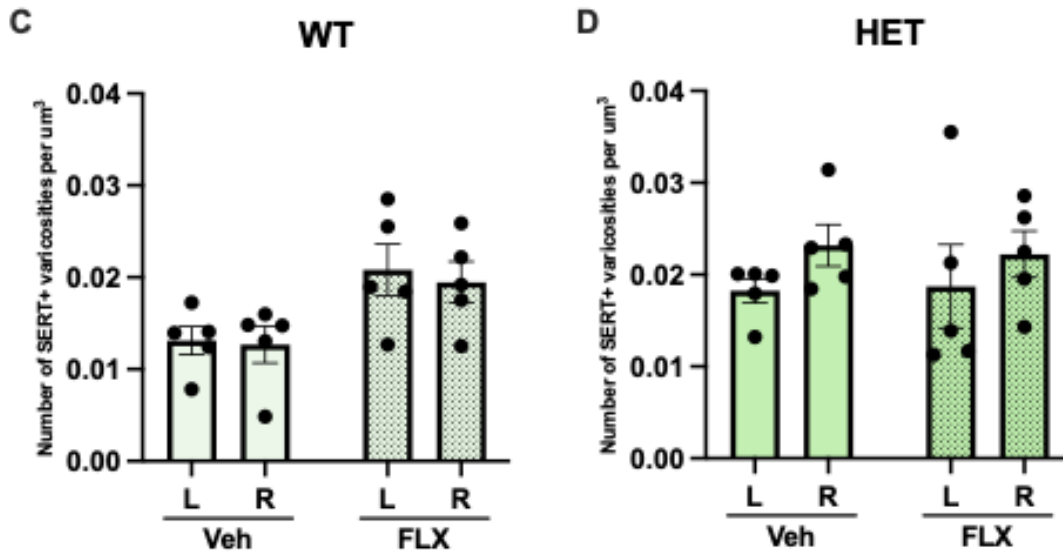 C
WT
Number of SERT+ varicosities per um³
0.04
0.03
0.02
0.01
0.00
L R L R
Veh FLX
D
HET
Number of SERT+ varicosities per um³
0.04
0.03
0.02
0.01
0.00
L R L R
Veh FLX